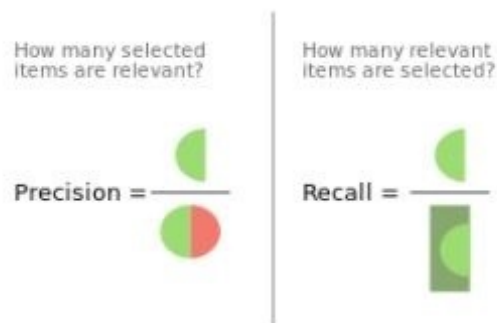 How many selected
items are relevant?
Precision =
How many relevant
items are selected?
Recall =